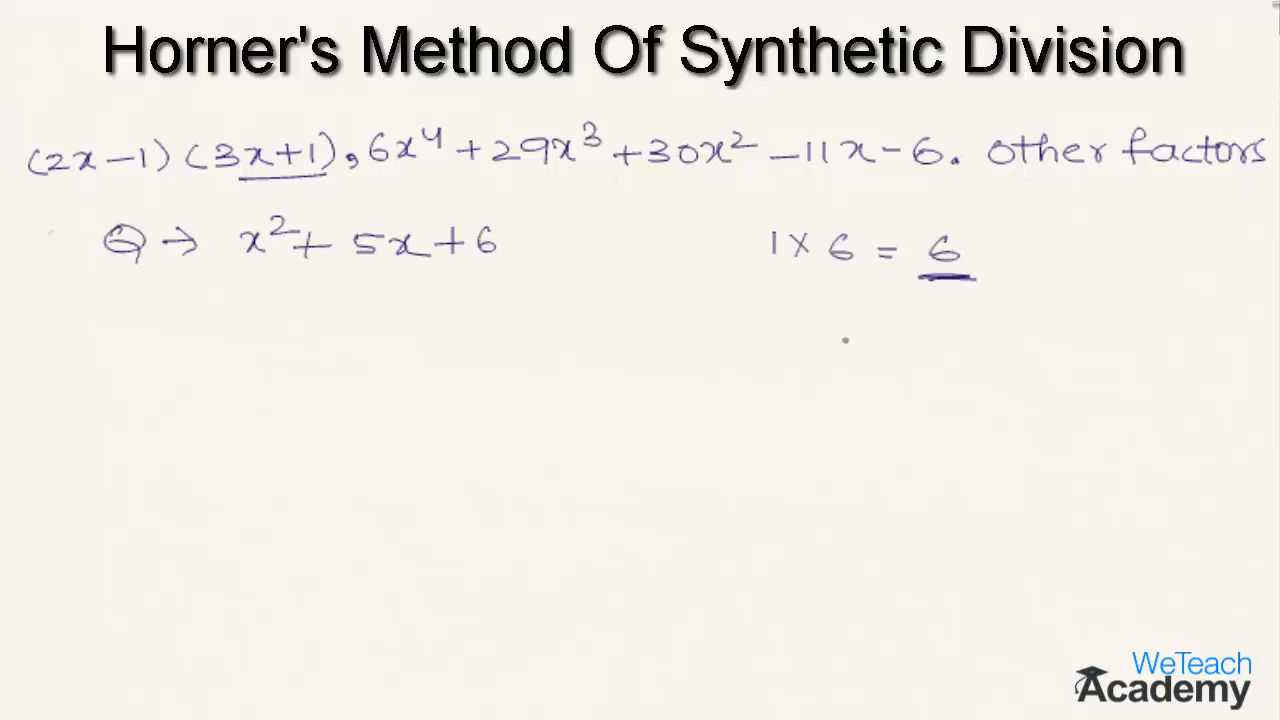 Horner's Method Of Synthetic Division
(2x-1)(3x+1), 6x⁴+29x³+30x²-11x-6. other factors
Q → x²+5x+6
1×6 = 6
WeTeach
Academy